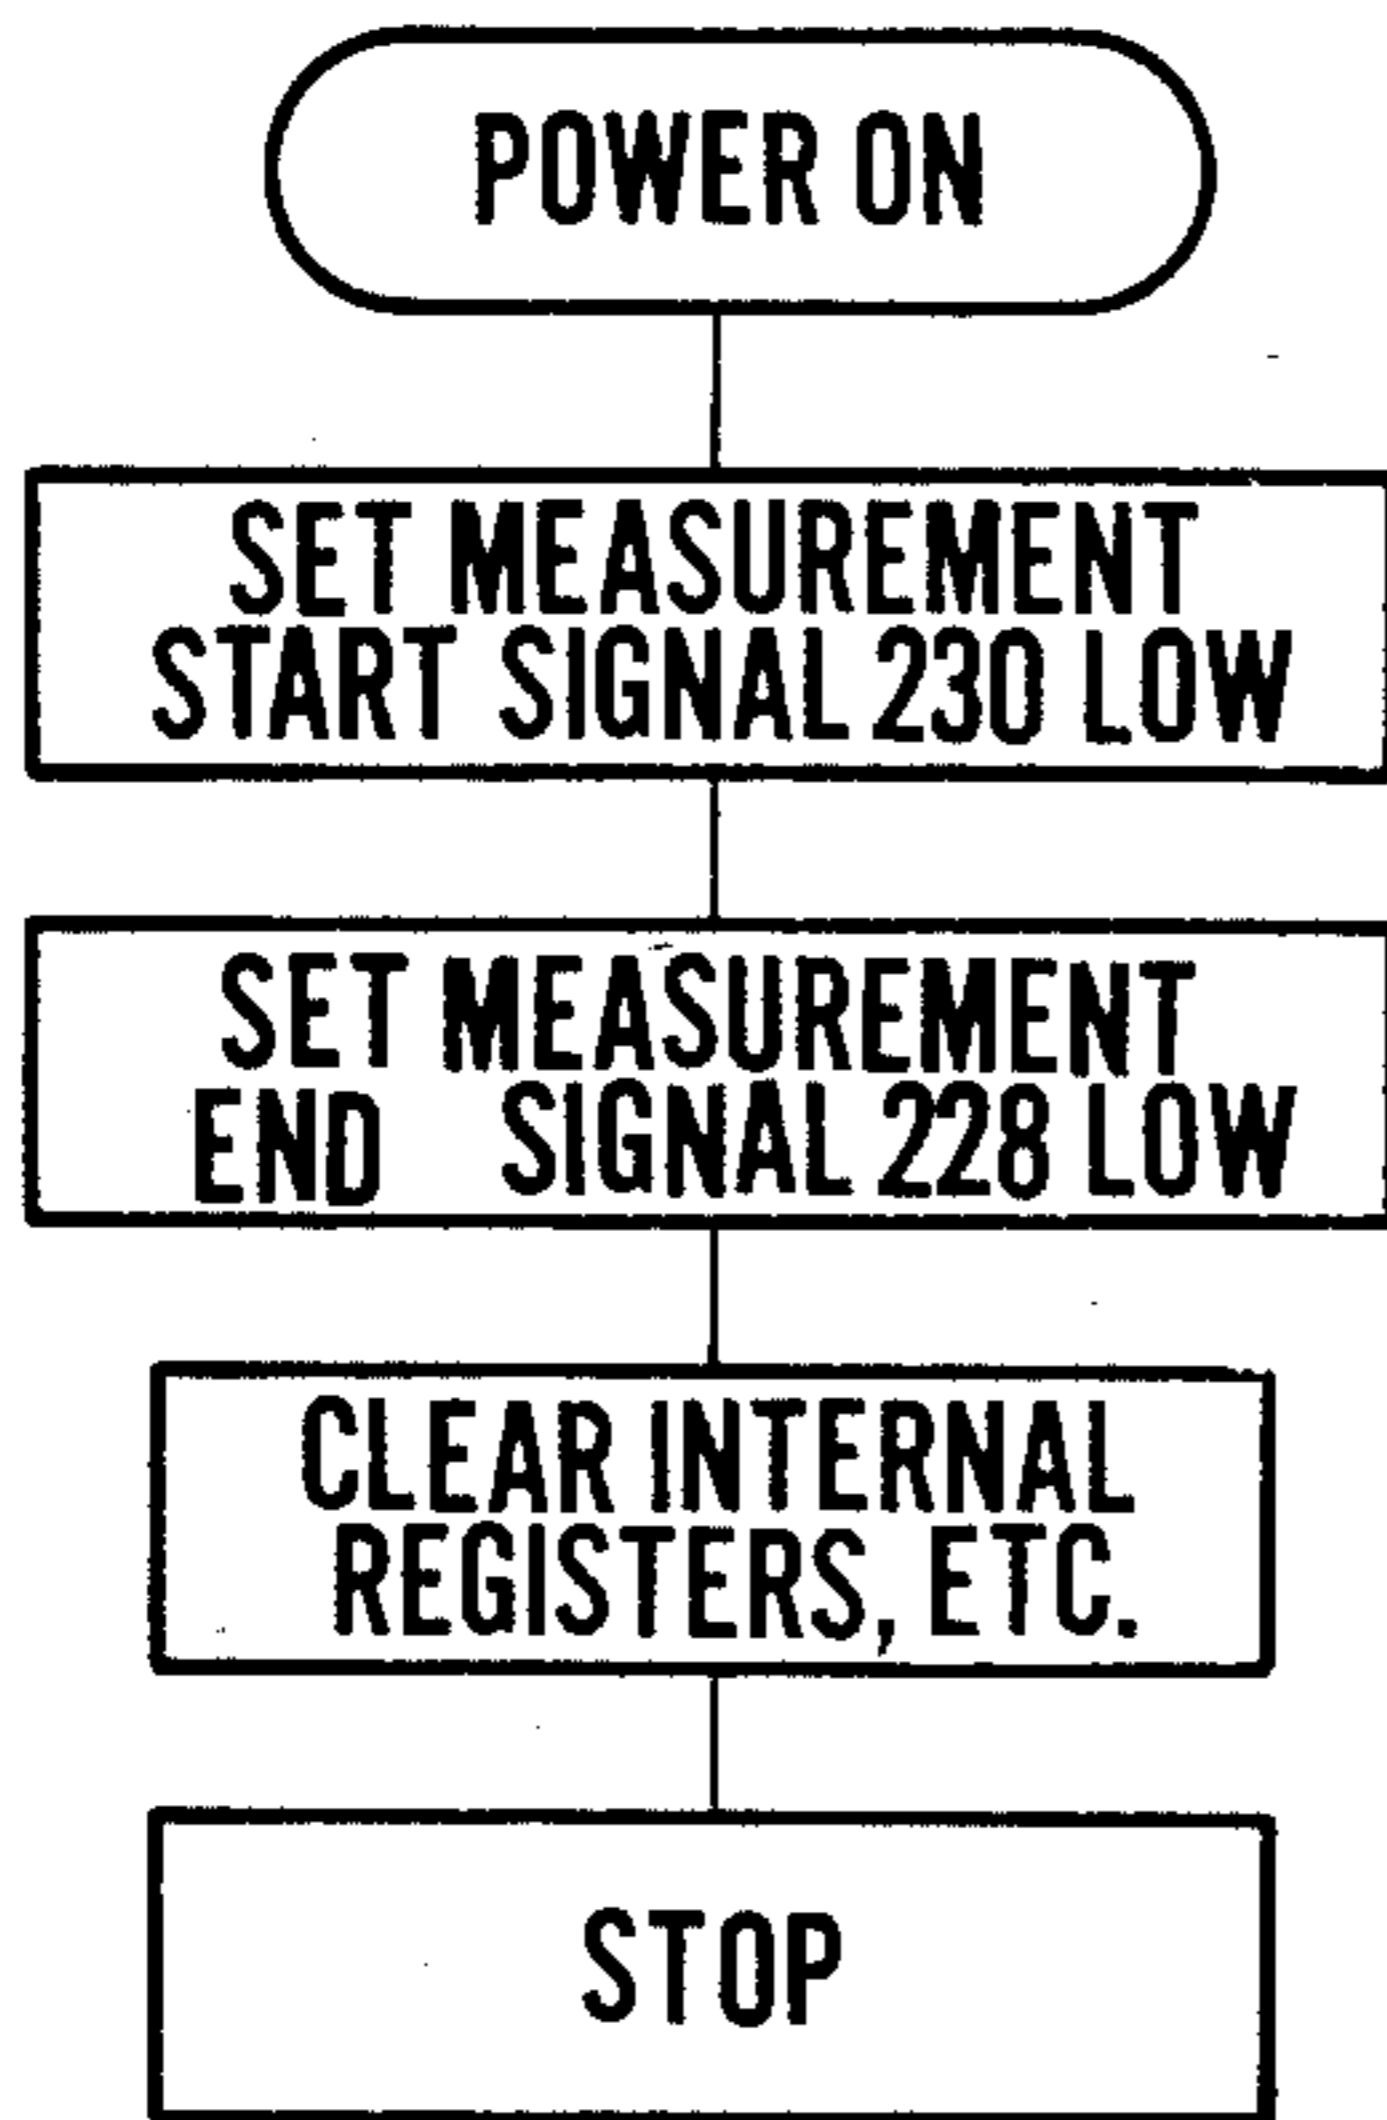 POWER ON
SET MEASUREMENT
START SIGNAL 230 LOW
SET MEASUREMENT
END SIGNAL 228 LOW
CLEAR INTERNAL
REGISTERS, ETC.
STOP